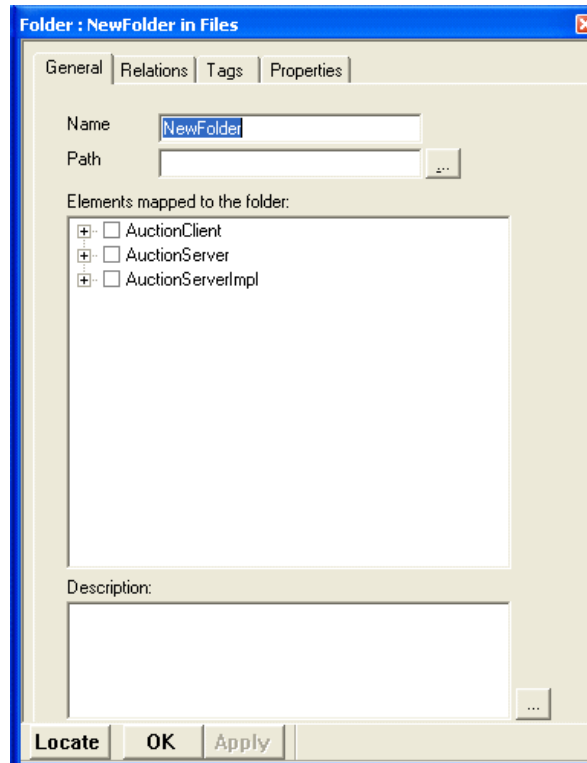 Folder : NewFolder in Files
General Relations Tags Properties
Name NewFolder
Path ...
Elements mapped to the folder:
AuctionClient
AuctionServer
AuctionServerImpl
Description:
...
Locate OK Apply